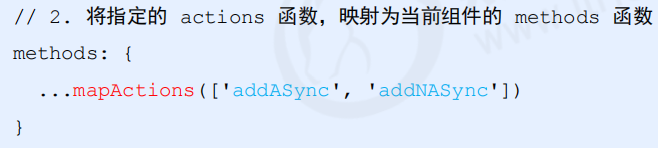 // 2. 将指定的 actions 函数，映射为当前组件的 methods 函数
methods: {
  ...mapActions(['addASync', 'addNASync'])
}